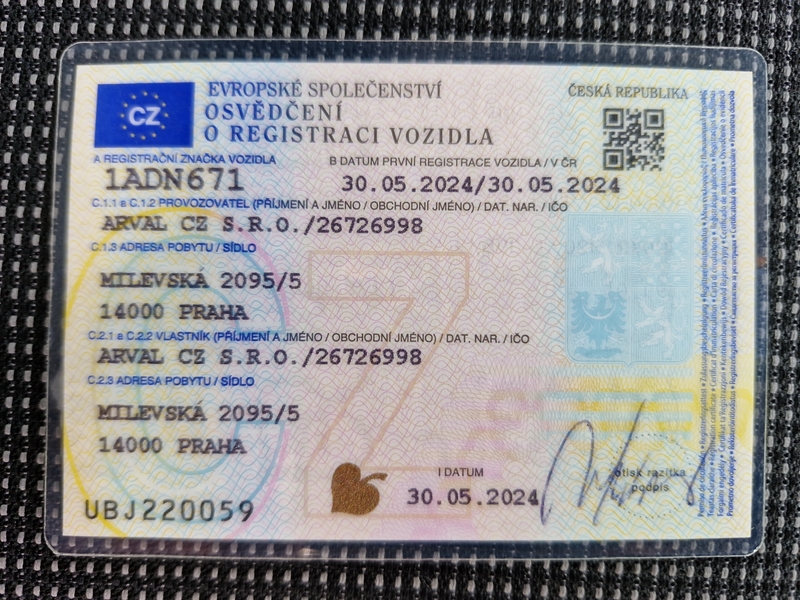 CZ
EVROPSKÉ SPOLEČENSTVÍ
OSVĚDČENÍ
O REGISTRACI VOZIDLA
ČESKÁ REPUBLIKA
A REGISTRAČNÍ ZNAČKA VOZIDLA
1ADN671
B DATUM PRVNÍ REGISTRACE VOZIDLA / V ČR
30.05.2024/30.05.2024
C.1.1 a C.1.2 PROVOZOVATEL (PŘÍJMENÍ A JMÉNO / OBCHODNÍ JMÉNO) / DAT. NAR. / IČO
ARVAL CZ S.R.O./26726998
C.1.3 ADRESA POBYTU / SÍDLO
MILEVSKÁ 2095/5
14000 PRAHA
C.2.1 a C.2.2 VLASTNÍK (PŘÍJMENÍ A JMÉNO / OBCHODNÍ JMÉNO) / DAT. NAR. / IČO
ARVAL CZ S.R.O./26726998
C.2.3 ADRESA POBYTU / SÍDLO
MILEVSKÁ 2095/5
14000 PRAHA
I DATUM
30.05.2024
otisk razítka
podpis
UBJ220059